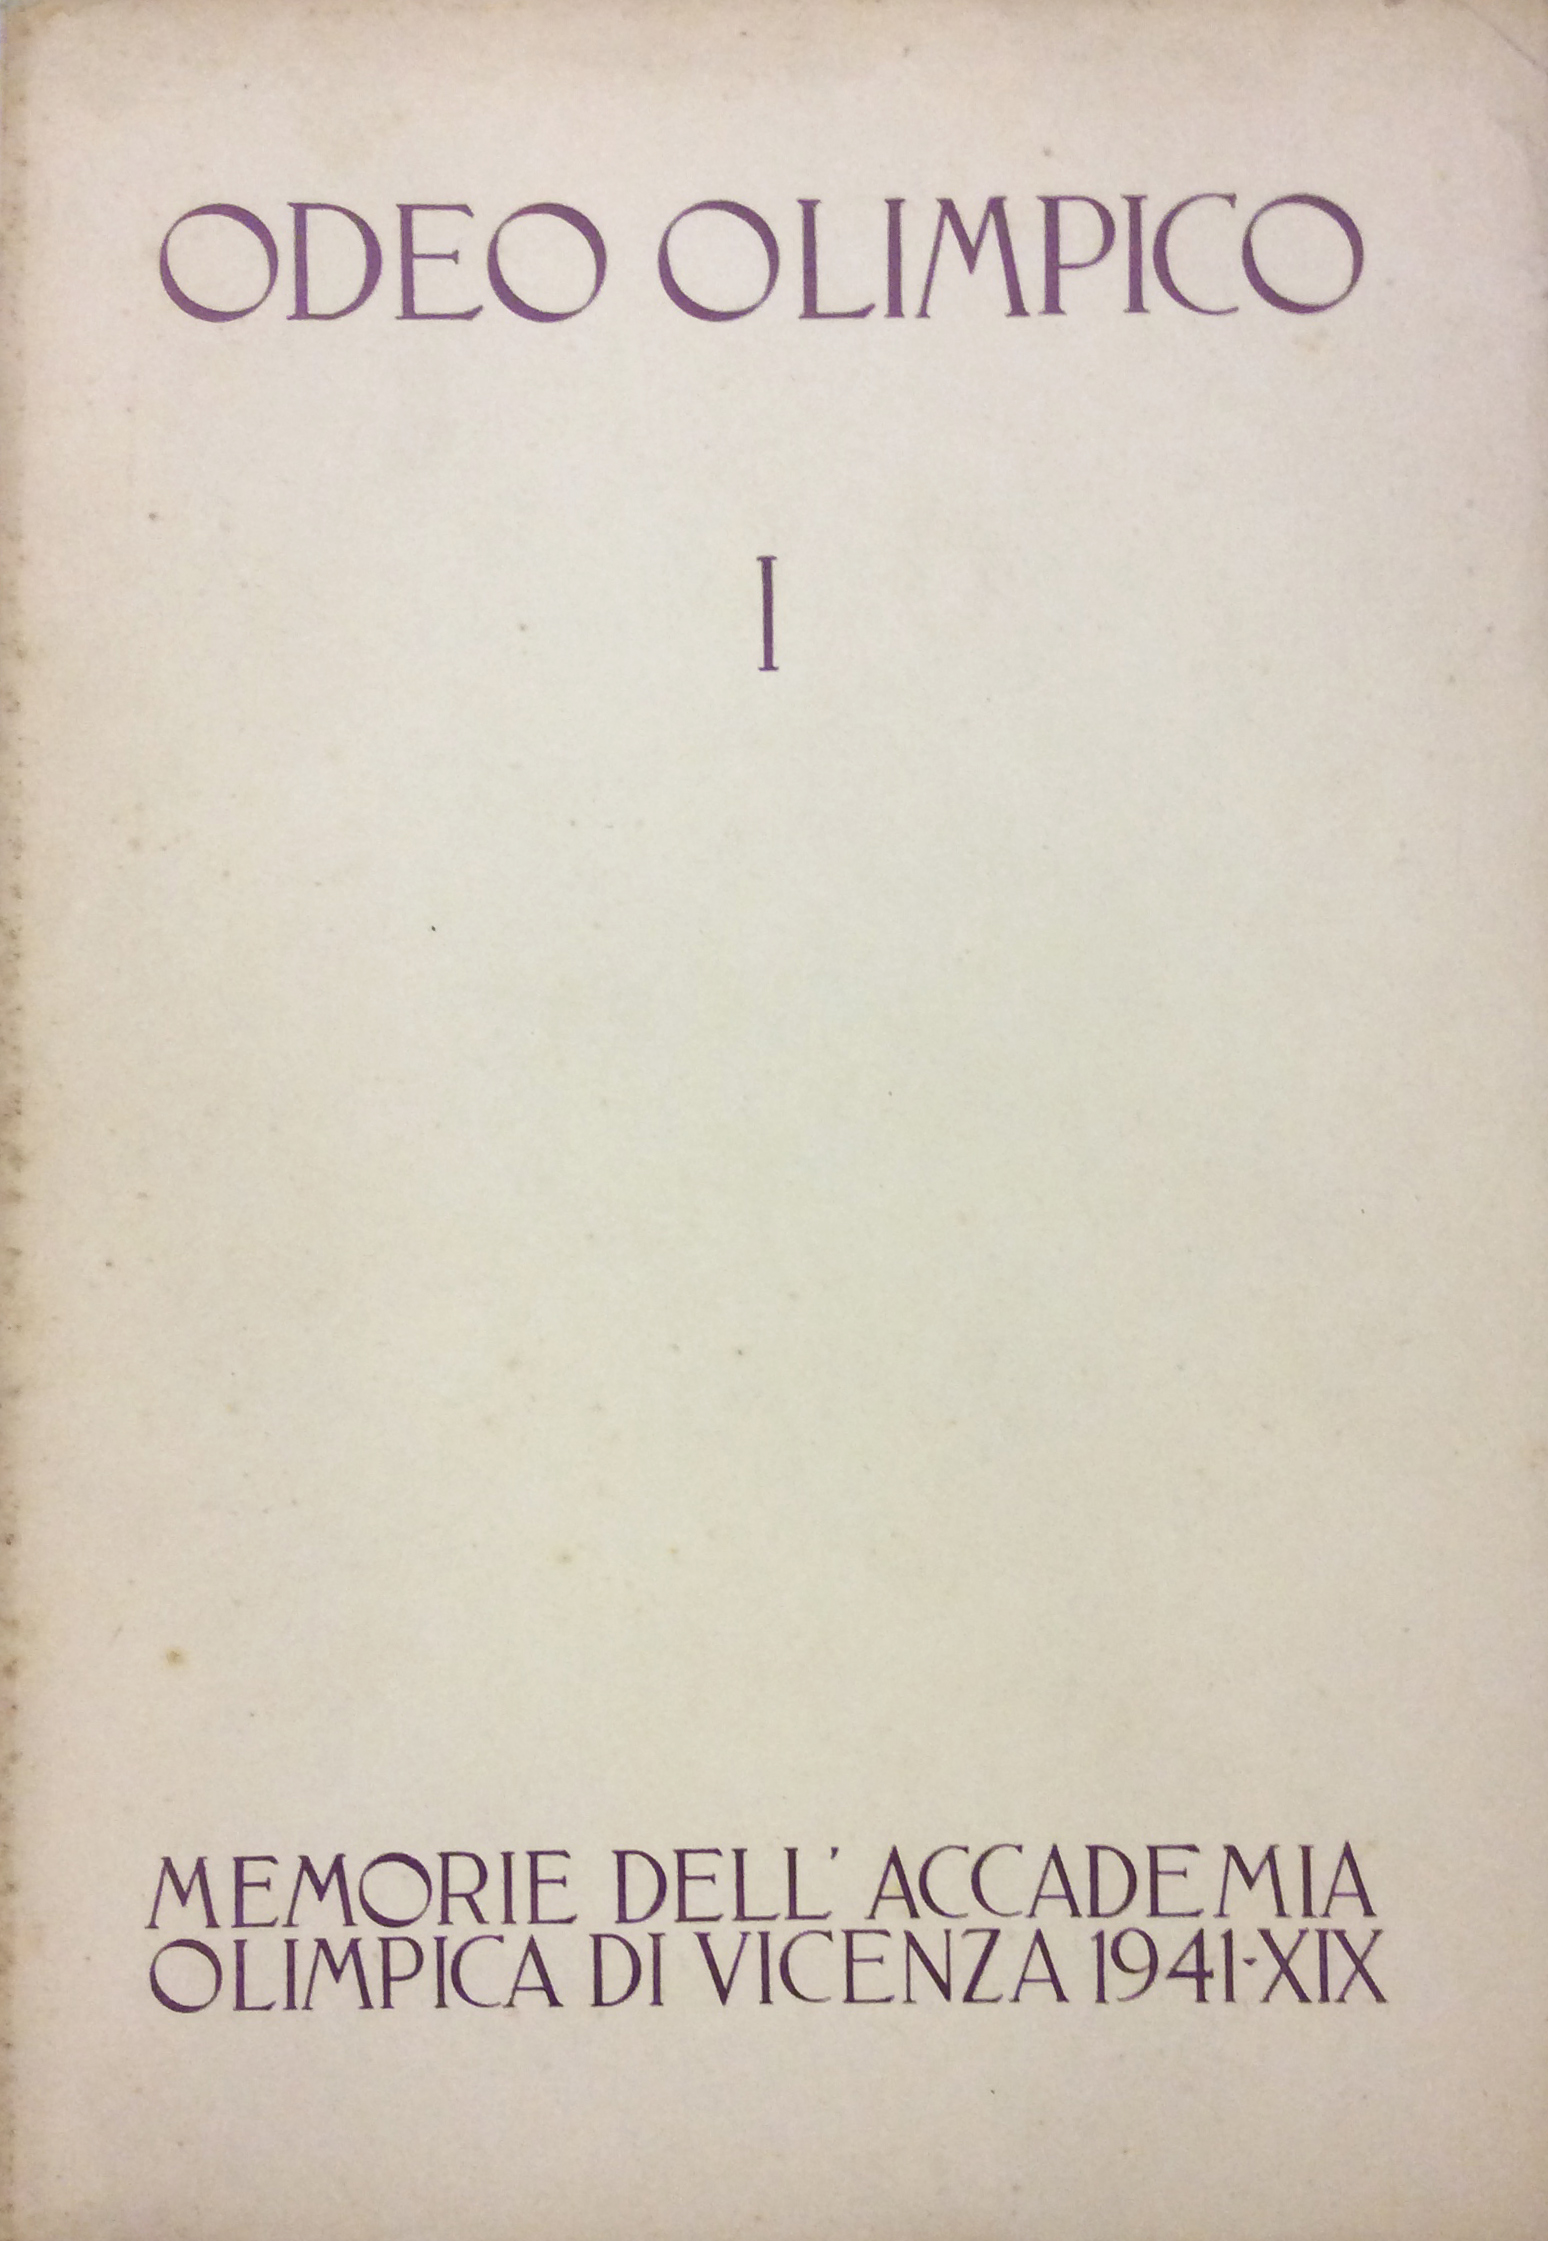 ODEO OLIMPICO
I
MEMORIE DELL' ACCADEMIA
OLIMPICA DI VICENZA 1941-XIX